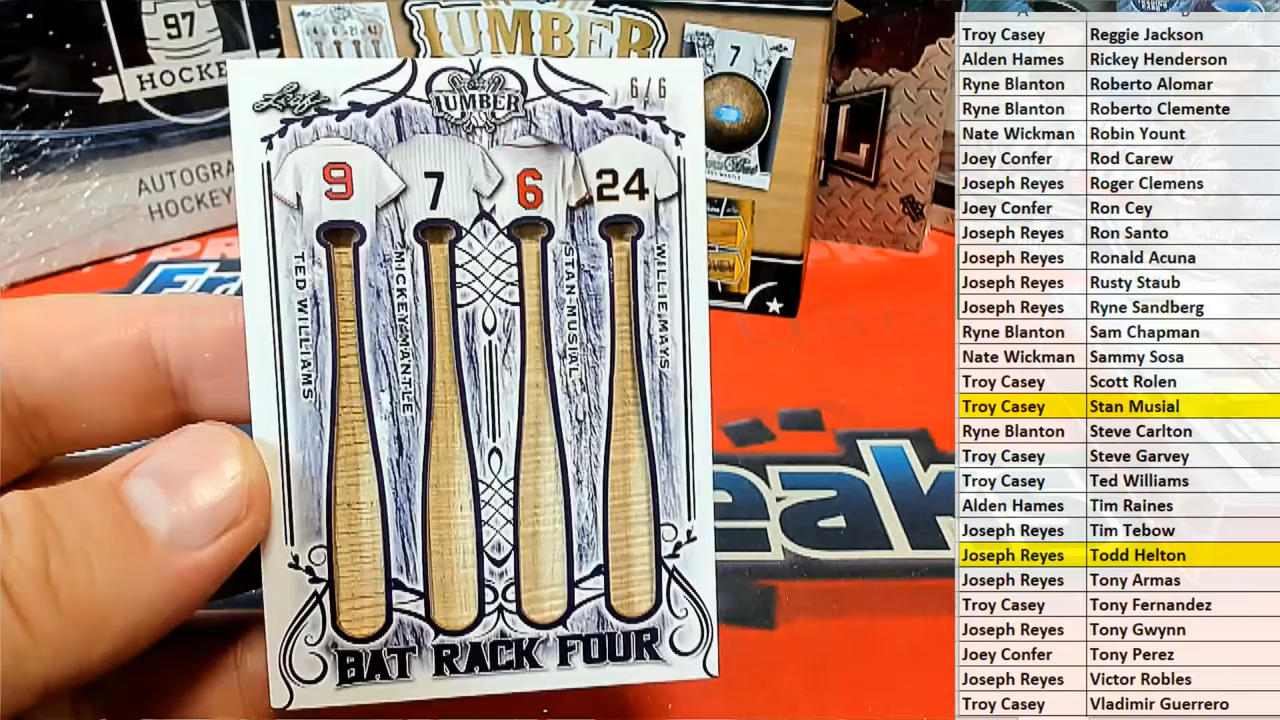 97
HOCKE
AUTOGRA
HOCKEY
LUMBER
7
Leaf
LUMBER
6/6
9
7
6
24
TED WILLIAMS
MICKEY MANTLE
STAN MUSIAL
WILLIE MAYS
BAT RACK FOUR
eak
Troy Casey Reggie Jackson
Alden Hames Rickey Henderson
Ryne Blanton Roberto Alomar
Ryne Blanton Roberto Clemente
Nate Wickman Robin Yount
Joey Confer Rod Carew
Joseph Reyes Roger Clemens
Joey Confer Ron Cey
Joseph Reyes Ron Santo
Joseph Reyes Ronald Acuna
Joseph Reyes Rusty Staub
Joseph Reyes Ryne Sandberg
Ryne Blanton Sam Chapman
Nate Wickman Sammy Sosa
Troy Casey Scott Rolen
Troy Casey Stan Musial
Ryne Blanton Steve Carlton
Troy Casey Steve Garvey
Troy Casey Ted Williams
Alden Hames Tim Raines
Joseph Reyes Tim Tebow
Joseph Reyes Todd Helton
Joseph Reyes Tony Armas
Troy Casey Tony Fernandez
Joseph Reyes Tony Gwynn
Joey Confer Tony Perez
Joseph Reyes Victor Robles
Troy Casey Vladimir Guerrero